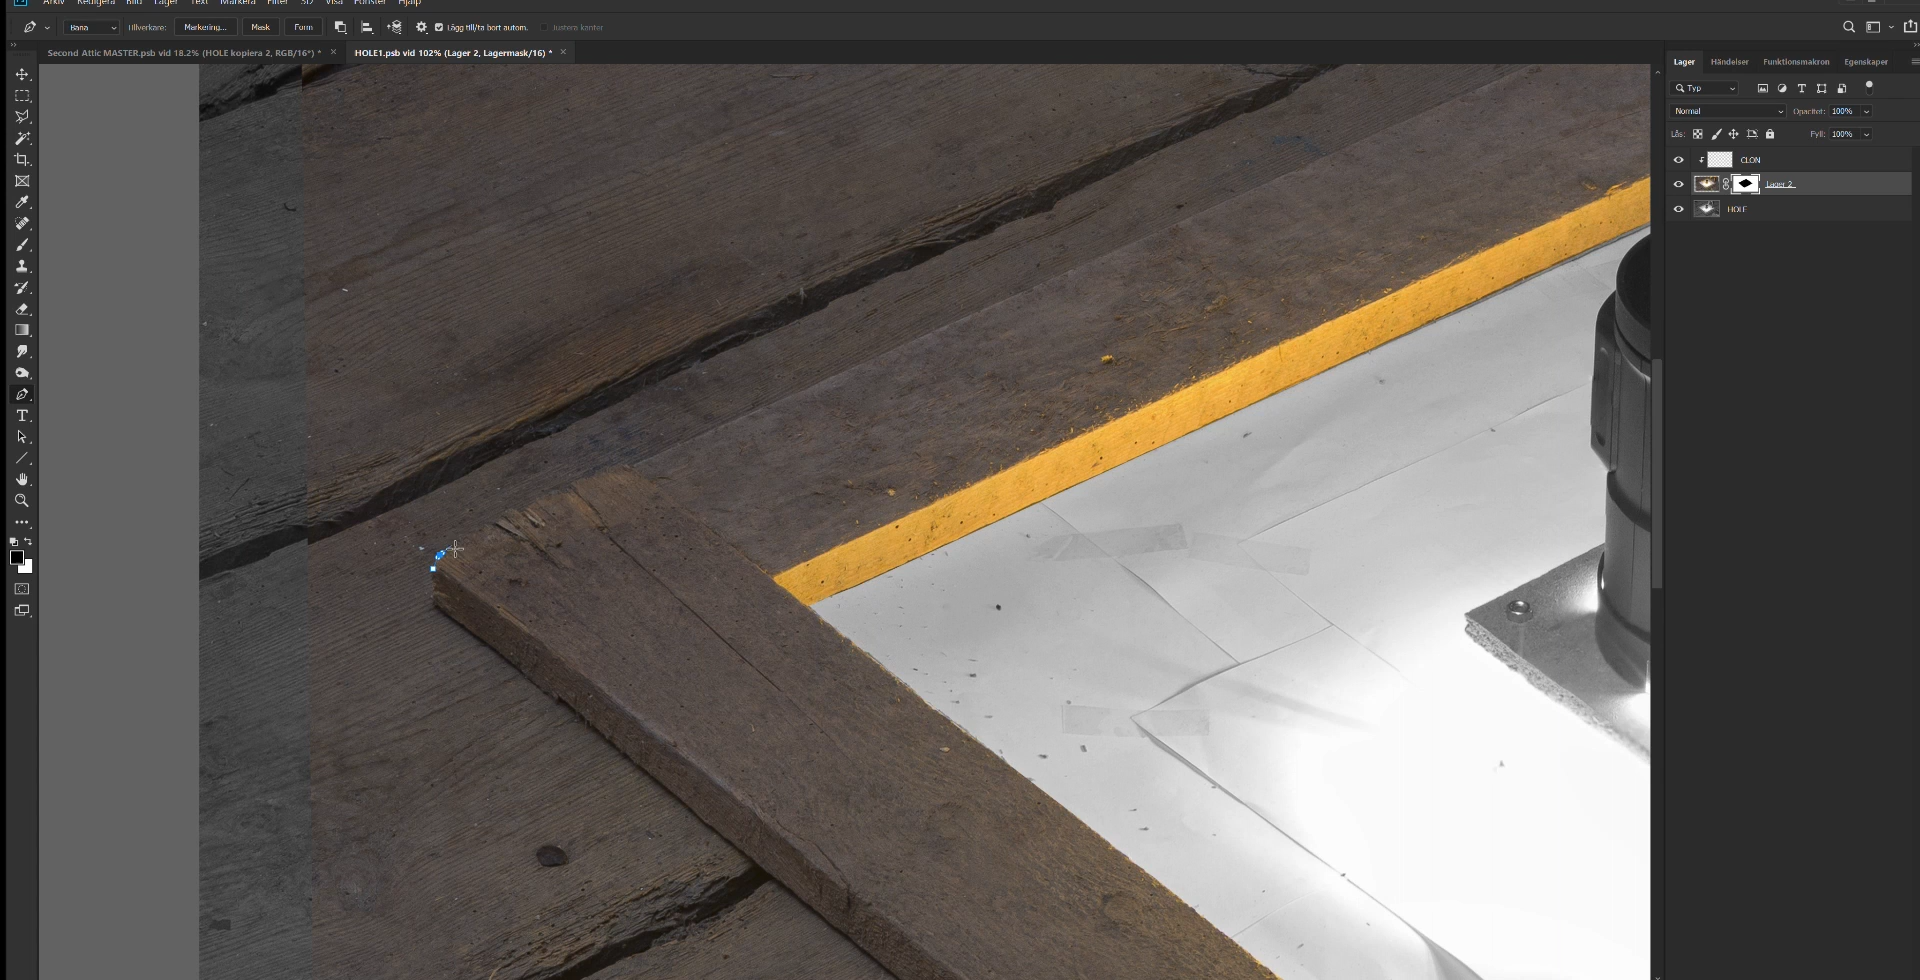 Arkiv Redigera Bild Lager Text Markera Filter 3D Visa Fönster Hjälp
Bana Tillverkare: Markering... Mask Form Lägg till/ta bort autom. Justera kanter
Second Attic MASTER.psb vid 18.2% (HOLE kopiera 2, RGB/16*) * × HOLE1.psb vid 102% (Lager 2, Lagermask/16) * ×
Lager Händelser Funktionsmakron Egenskaper
Typ
Normal Opacitet: 100%
Lås: Fyll: 100%
CLON
Lager 2
HOLE